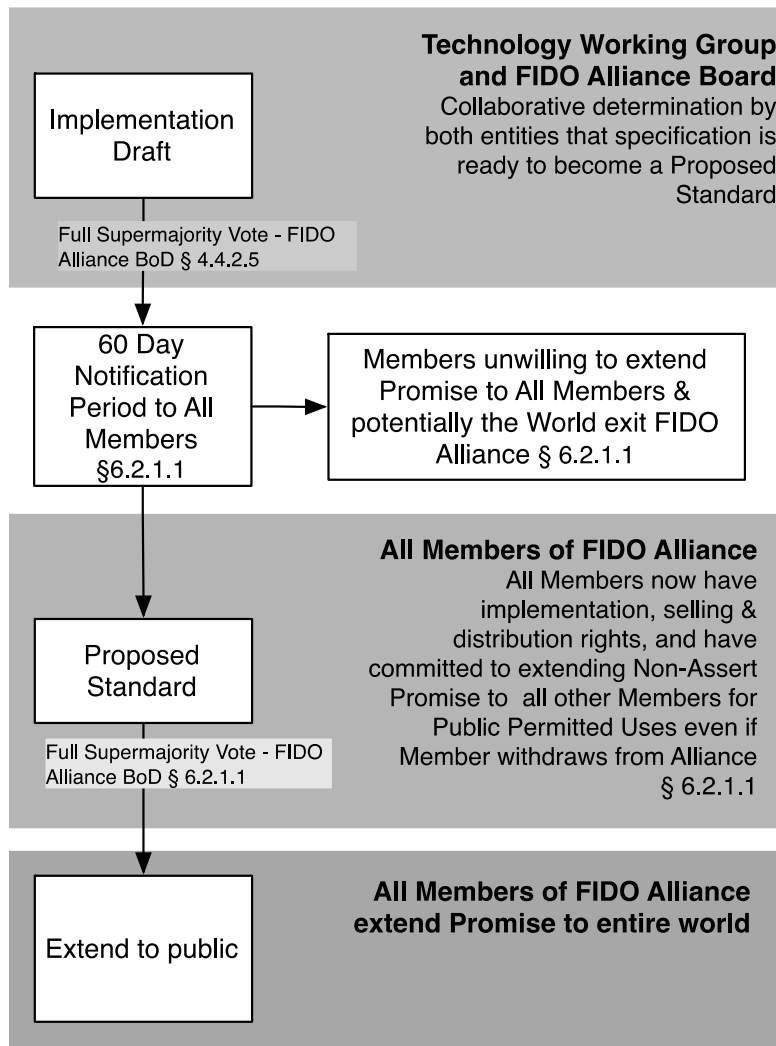 Technology Working Group
and FIDO Alliance Board
Collaborative determination by
both entities that specification is
ready to become a Proposed
Standard
Implementation
Draft
Full Supermajority Vote - FIDO
Alliance BoD § 4.4.2.5
60 Day
Notification
Period to All
Members
§6.2.1.1
Members unwilling to extend
Promise to All Members &
potentially the World exit FIDO
Alliance § 6.2.1.1
All Members of FIDO Alliance
All Members now have
implementation, selling &
distribution rights, and have
committed to extending Non-Assert
Promise to  all other Members for
Public Permitted Uses even if
Member withdraws from Alliance
§ 6.2.1.1
Proposed
Standard
Full Supermajority Vote - FIDO
Alliance BoD § 6.2.1.1
All Members of FIDO Alliance
extend Promise to entire world
Extend to public